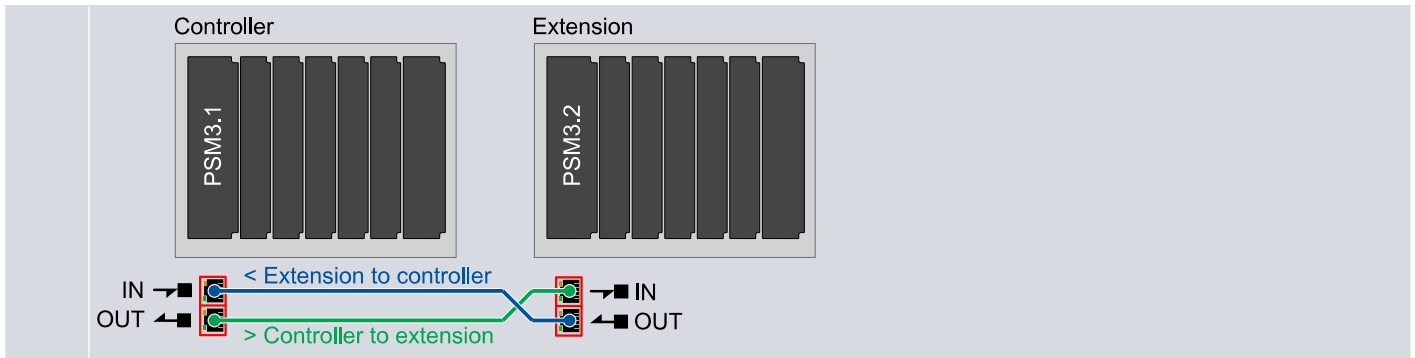 Controller
Extension
PSM3.1
PSM3.2
< Extension to controller
IN
IN
OUT
OUT
> Controller to extension